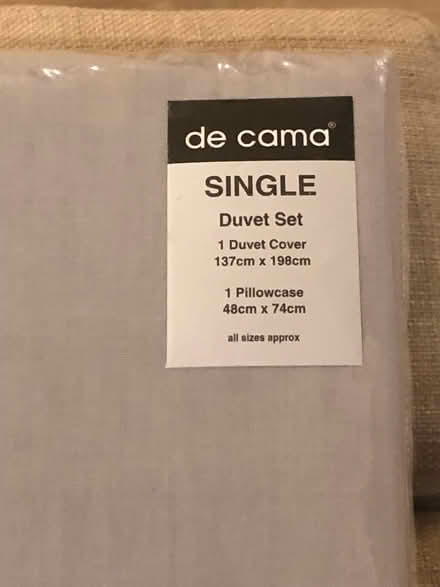 de cama®
SINGLE
Duvet Set
1 Duvet Cover
137cm x 198cm
1 Pillowcase
48cm x 74cm
all sizes approx